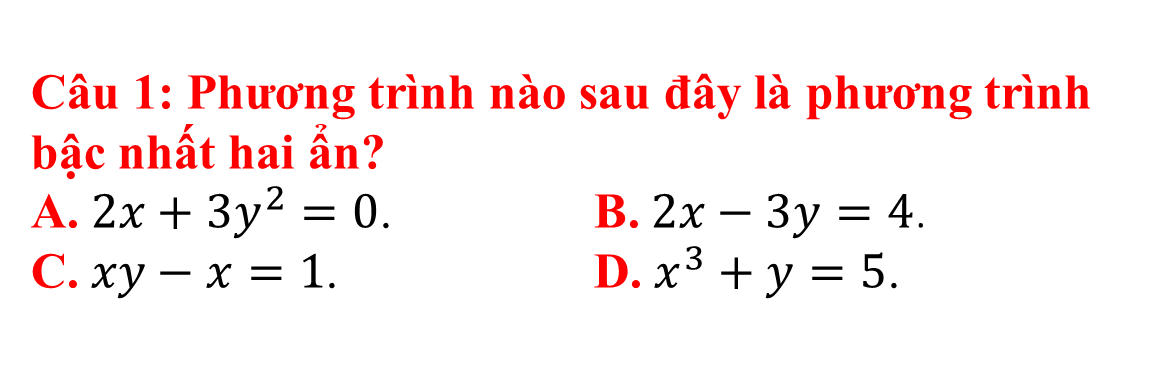 Câu 1: Phương trình nào sau đây là phương trình
bậc nhất hai ẩn?
A. 2x + 3y² = 0. B. 2x − 3y = 4.
C. xy − x = 1. D. x³ + y = 5.